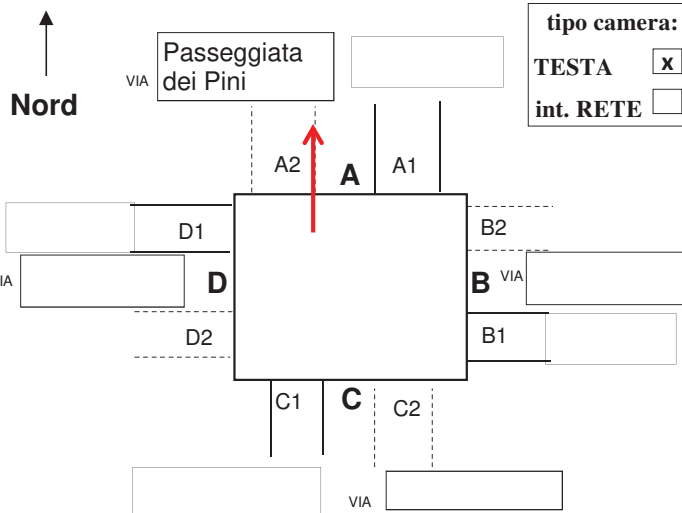 tipo camera:
Passeggiata
VIA dei Pini
TESTA x
Nord
int. RETE
A2 A A1
D1 B2
VIA D B VIA
D2 B1
C1 C C2
VIA